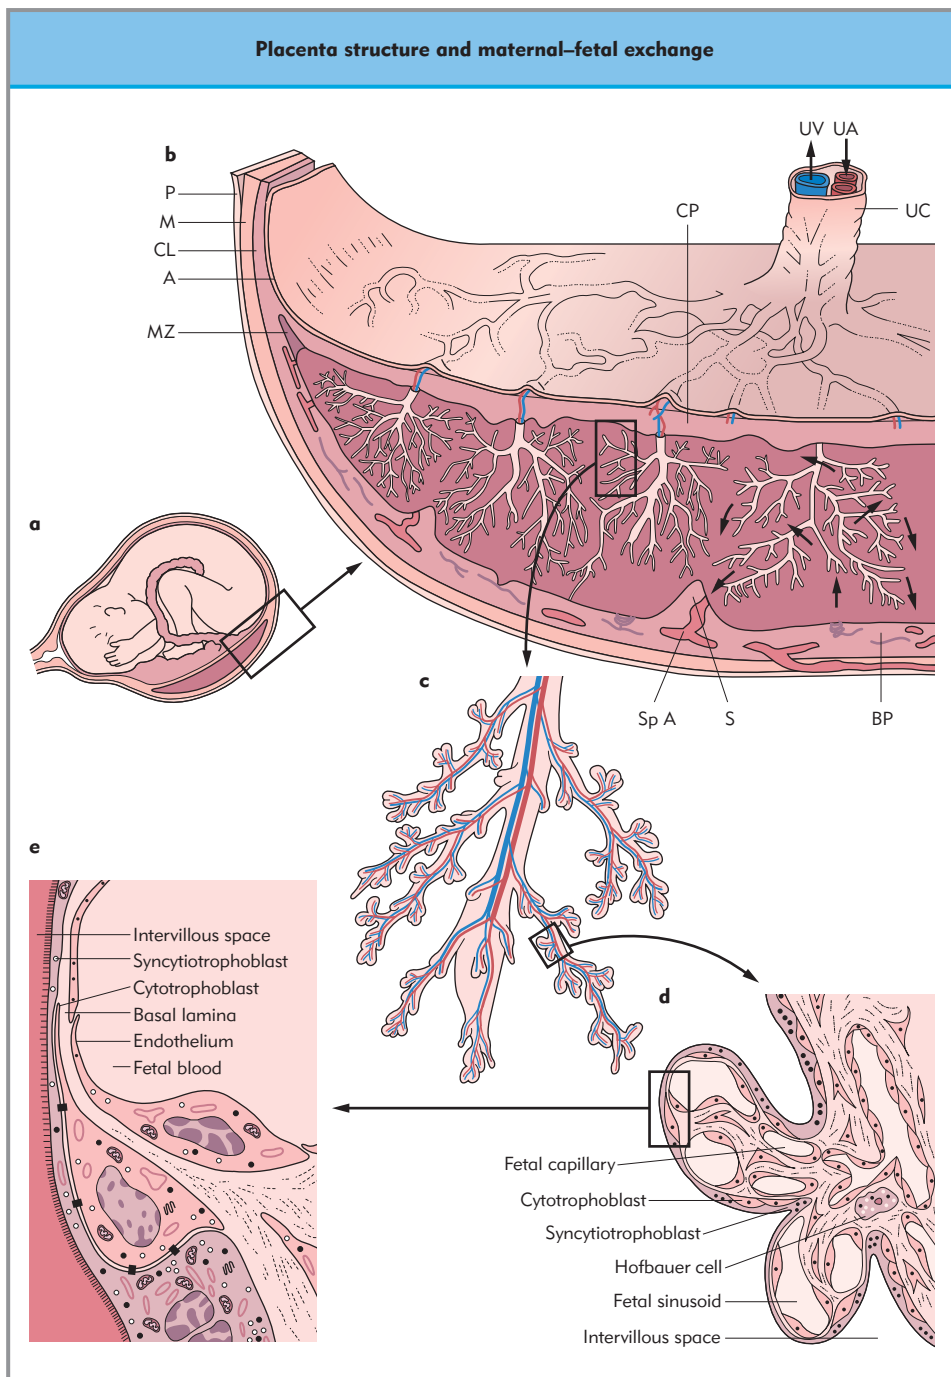 Placenta structure and maternal–fetal exchange
UV UA
b
P
M
CL
A
MZ
CP
UC
a
Sp A
S
BP
c
e
Intervillous space
Syncytiotrophoblast
Cytotrophoblast
Basal lamina
Endothelium
Fetal blood
d
Fetal capillary
Cytotrophoblast
Syncytiotrophoblast
Hofbauer cell
Fetal sinusoid
Intervillous space